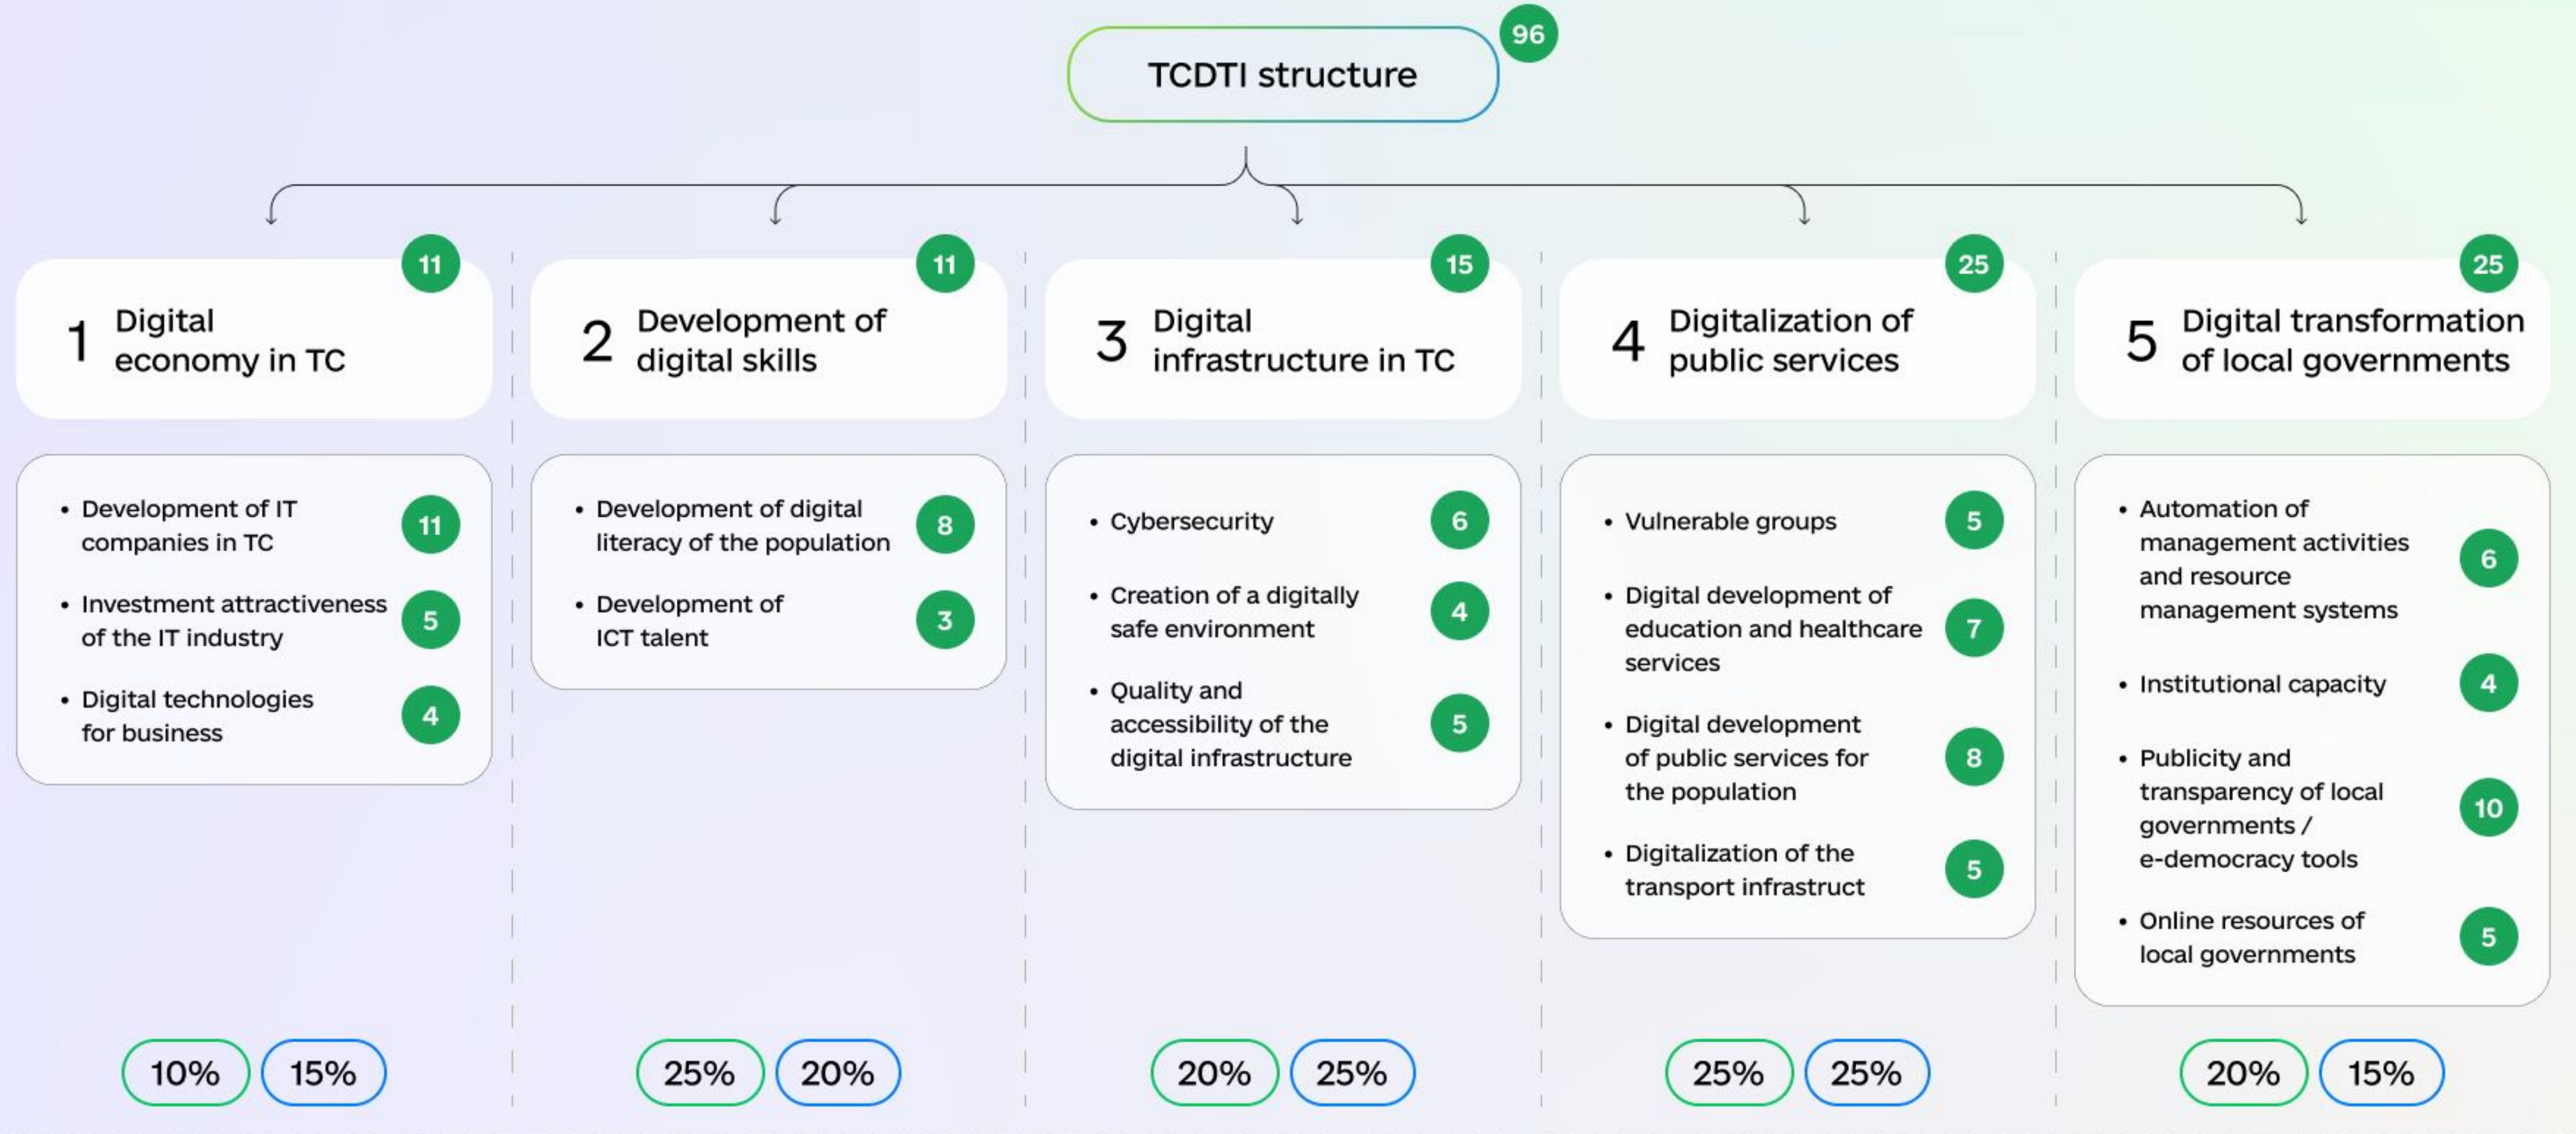 96
TCDTI structure
11
1
Digital
economy in TC
• Development of IT
companies in TC
11
• Investment attractiveness
of the IT industry
5
• Digital technologies
for business
4
10% 15%
11
2
Development of
digital skills
• Development of digital
literacy of the population
8
• Development of
ICT talent
3
25% 20%
15
3
Digital
infrastructure in TC
• Cybersecurity
6
• Creation of a digitally
safe environment
4
• Quality and
accessibility of the
digital infrastructure
5
20% 25%
25
4
Digitalization of
public services
• Vulnerable groups
5
• Digital development of
education and healthcare
services
7
• Digital development
of public services for
the population
8
• Digitalization of the
transport infrastruct
5
25% 25%
25
5
Digital transformation
of local governments
• Automation of
management activities
and resource
management systems
6
• Institutional capacity
4
• Publicity and
transparency of local
governments /
e-democracy tools
10
• Online resources of
local governments
5
20% 15%